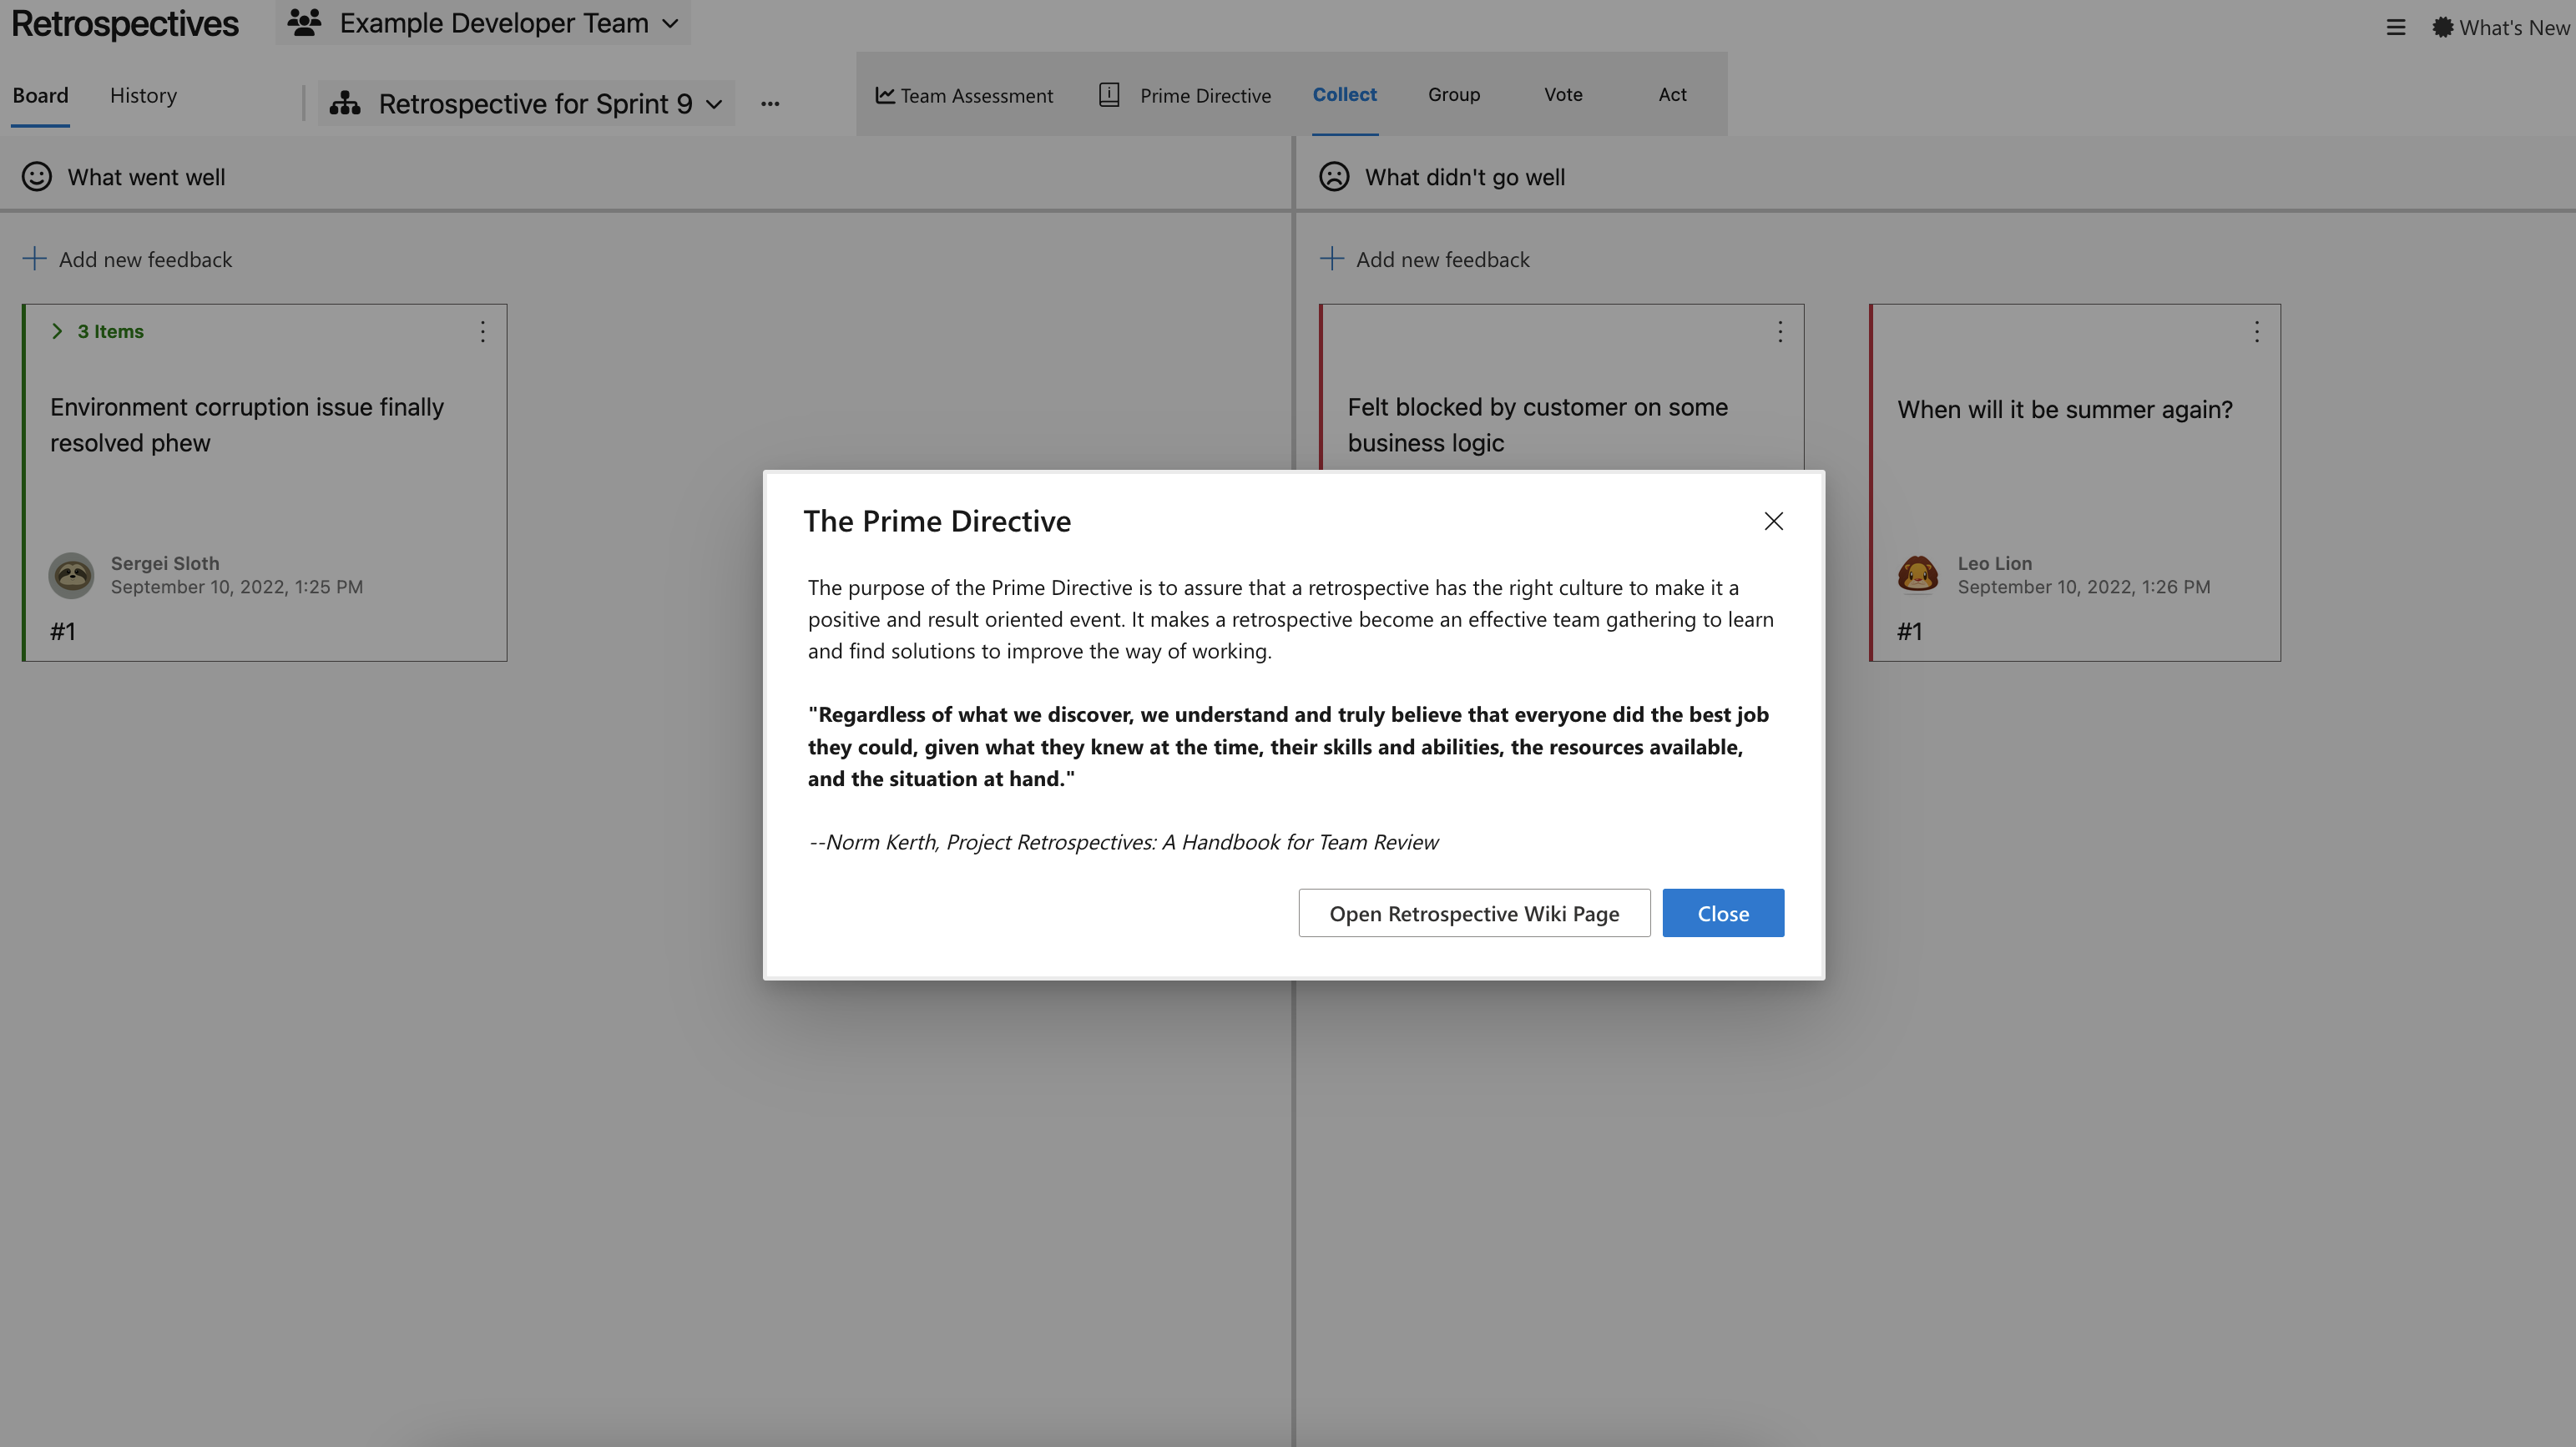 Retrospectives
Example Developer Team
What's New
Board
History
Retrospective for Sprint 9
Team Assessment
Prime Directive
Collect
Group
Vote
Act
What went well
What didn't go well
Add new feedback
Add new feedback
3 Items
Environment corruption issue finally
resolved phew
Sergei Sloth
September 10, 2022, 1:25 PM
#1
Felt blocked by customer on some
business logic
When will it be summer again?
Leo Lion
September 10, 2022, 1:26 PM
#1
The Prime Directive
The purpose of the Prime Directive is to assure that a retrospective has the right culture to make it a
positive and result oriented event. It makes a retrospective become an effective team gathering to learn
and find solutions to improve the way of working.
"Regardless of what we discover, we understand and truly believe that everyone did the best job
they could, given what they knew at the time, their skills and abilities, the resources available,
and the situation at hand."
--Norm Kerth, Project Retrospectives: A Handbook for Team Review
Open Retrospective Wiki Page
Close